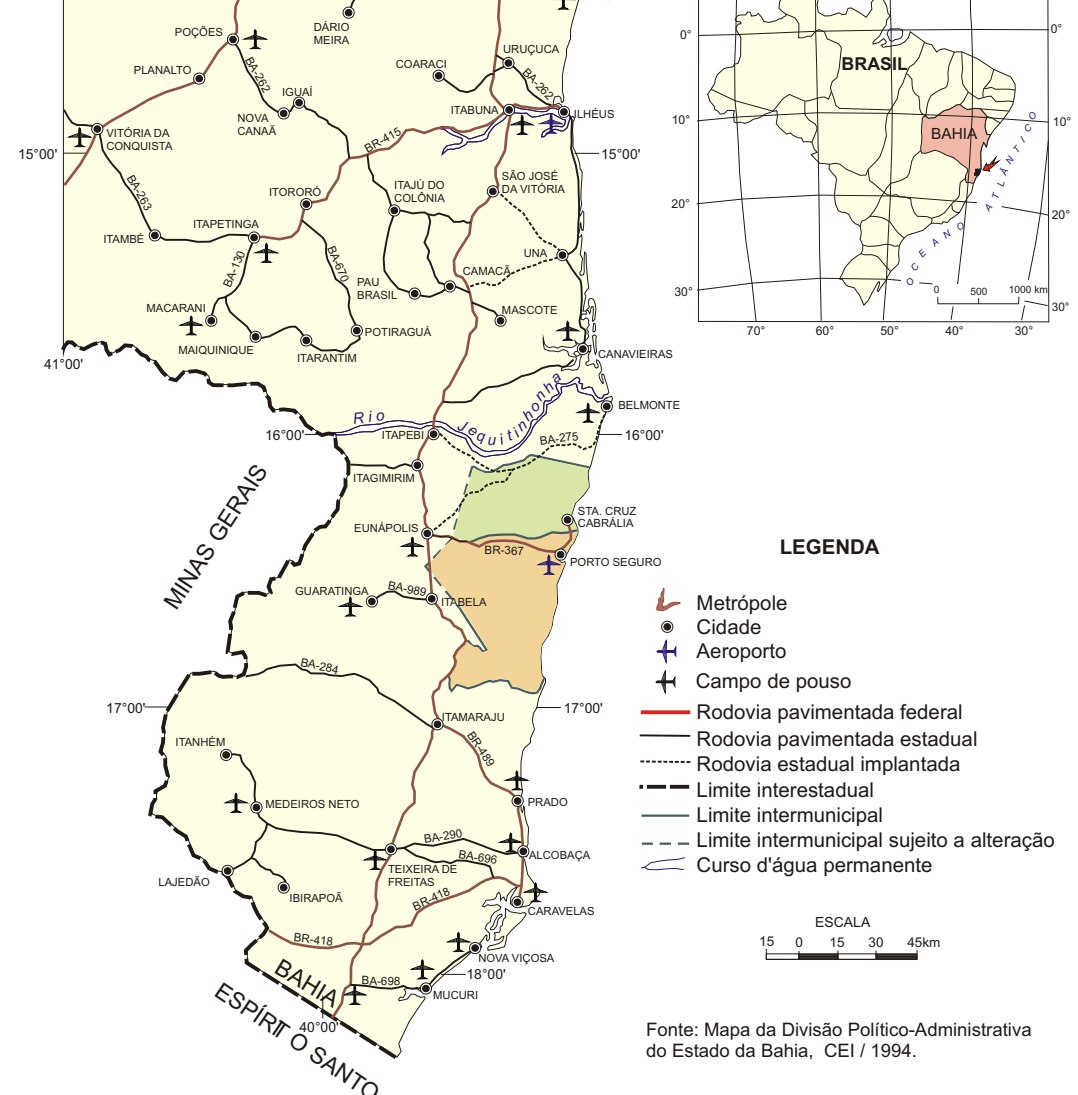 POÇÕES
DÁRIO
MEIRA
PLANALTO
BA-262
IGUAÍ
NOVA
CANAÃ
COARACI
URUÇUCA
BA-262
ITABUNA
ILHÉUS
VITÓRIA DA
CONQUISTA
BR-415
15°00'
15°00'
BA-263
ITORORÓ
ITAJÚ DO
COLÔNIA
SÃO JOSÉ
DA VITÓRIA
ITAPETINGA
ITAMBÉ
UNA
BA-130
BA-670
PAU
BRASIL
CAMACÃ
MACARANI
MASCOTE
MAIQUINIQUE
POTIRAGUÁ
ITARANTIM
CANAVIEIRAS
41°00'
Rio Jequitinhonha
BELMONTE
16°00'
ITAPEBI
BA-275
16°00'
ITAGIMIRIM
MINAS GERAIS
EUNÁPOLIS
STA. CRUZ
CABRÁLIA
BR-367
PORTO SEGURO
GUARATINGA
BA-989
ITABELA
BA-284
17°00'
17°00'
ITAMARAJU
ITANHÉM
BR-489
MEDEIROS NETO
PRADO
BA-290
BA-696
ALCOBAÇA
LAJEDÃO
TEIXEIRA DE
FREITAS
IBIRAPOÃ
BR-418
CARAVELAS
BR-418
NOVA VIÇOSA
BAHIA
BA-698
18°00'
MUCURI
ESPÍRIT O SANTO
40°00'
0°
0°
BRASIL
10°
10°
BAHIA
20°
20°
OCEANO ATLÂNTICO
30°
30°
0 500 1000 km
70° 60° 50° 40° 30°
LEGENDA
Metrópole
Cidade
Aeroporto
Campo de pouso
Rodovia pavimentada federal
Rodovia pavimentada estadual
Rodovia estadual implantada
Limite interestadual
Limite intermunicipal
Limite intermunicipal sujeito a alteração
Curso d'água permanente
ESCALA
15 0 15 30 45km
Fonte: Mapa da Divisão Político-Administrativa
do Estado da Bahia, CEI / 1994.